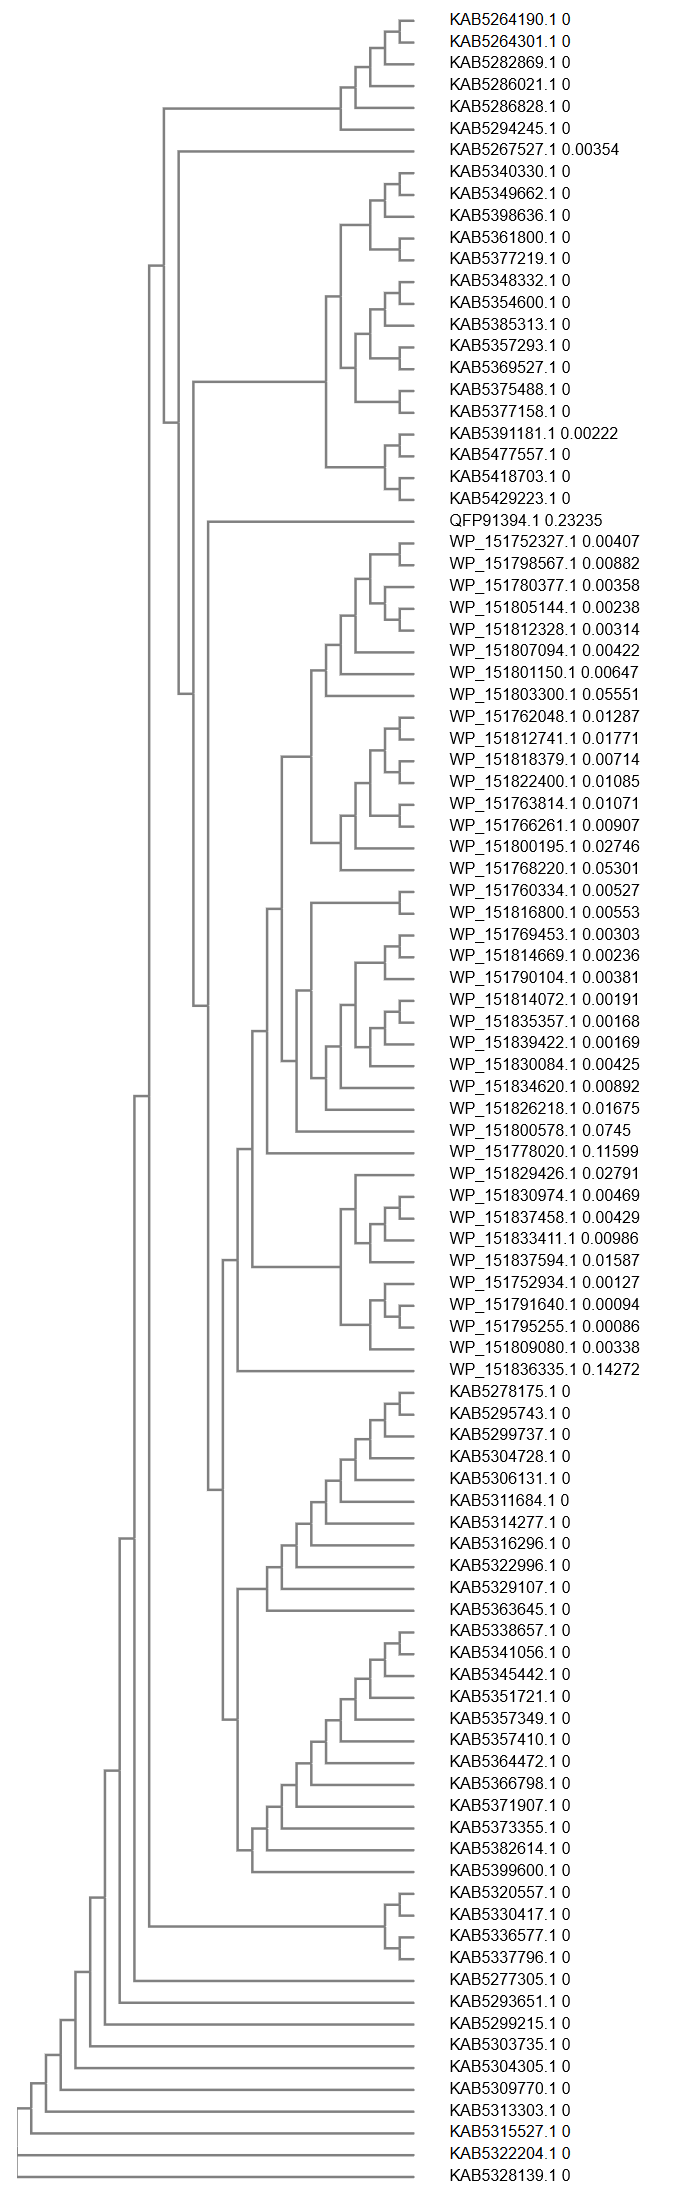 KAB5264190.1 0
KAB5264301.1 0
KAB5282869.1 0
KAB5286021.1 0
KAB5286828.1 0
KAB5294245.1 0
KAB5267527.1 0.00354
KAB5340330.1 0
KAB5349662.1 0
KAB5398636.1 0
KAB5361800.1 0
KAB5377219.1 0
KAB5348332.1 0
KAB5354600.1 0
KAB5385313.1 0
KAB5357293.1 0
KAB5369527.1 0
KAB5375488.1 0
KAB5377158.1 0
KAB5391181.1 0.00222
KAB5477557.1 0
KAB5418703.1 0
KAB5429223.1 0
QFP91394.1 0.23235
WP_151752327.1 0.00407
WP_151798567.1 0.00882
WP_151780377.1 0.00358
WP_151805144.1 0.00238
WP_151812328.1 0.00314
WP_151807094.1 0.00422
WP_151801150.1 0.00647
WP_151803300.1 0.05551
WP_151762048.1 0.01287
WP_151812741.1 0.01771
WP_151818379.1 0.00714
WP_151822400.1 0.01085
WP_151763814.1 0.01071
WP_151766261.1 0.00907
WP_151800195.1 0.02746
WP_151768220.1 0.05301
WP_151760334.1 0.00527
WP_151816800.1 0.00553
WP_151769453.1 0.00303
WP_151814669.1 0.00236
WP_151790104.1 0.00381
WP_151814072.1 0.00191
WP_151835357.1 0.00168
WP_151839422.1 0.00169
WP_151830084.1 0.00425
WP_151834620.1 0.00892
WP_151826218.1 0.01675
WP_151800578.1 0.0745
WP_151778020.1 0.11599
WP_151829426.1 0.02791
WP_151830974.1 0.00469
WP_151837458.1 0.00429
WP_151833411.1 0.00986
WP_151837594.1 0.01587
WP_151752934.1 0.00127
WP_151791640.1 0.00094
WP_151795255.1 0.00086
WP_151809080.1 0.00338
WP_151836335.1 0.14272
KAB5278175.1 0
KAB5295743.1 0
KAB5299737.1 0
KAB5304728.1 0
KAB5306131.1 0
KAB5311684.1 0
KAB5314277.1 0
KAB5316296.1 0
KAB5322996.1 0
KAB5329107.1 0
KAB5363645.1 0
KAB5338657.1 0
KAB5341056.1 0
KAB5345442.1 0
KAB5351721.1 0
KAB5357349.1 0
KAB5357410.1 0
KAB5364472.1 0
KAB5366798.1 0
KAB5371907.1 0
KAB5373355.1 0
KAB5382614.1 0
KAB5399600.1 0
KAB5320557.1 0
KAB5330417.1 0
KAB5336577.1 0
KAB5337796.1 0
KAB5277305.1 0
KAB5293651.1 0
KAB5299215.1 0
KAB5303735.1 0
KAB5304305.1 0
KAB5309770.1 0
KAB5313303.1 0
KAB5315527.1 0
KAB5322204.1 0
KAB5328139.1 0